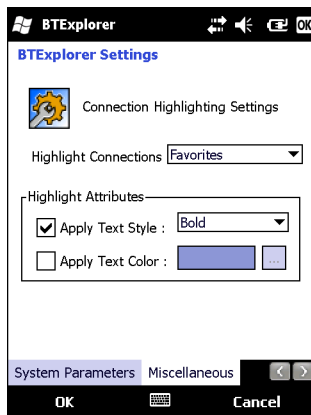 BTExplorer OK
BTExplorer Settings
Connection Highlighting Settings
Highlight Connections Favorites
Highlight Attributes
Apply Text Style : Bold
Apply Text Color : ...
System Parameters Miscellaneous
OK Cancel